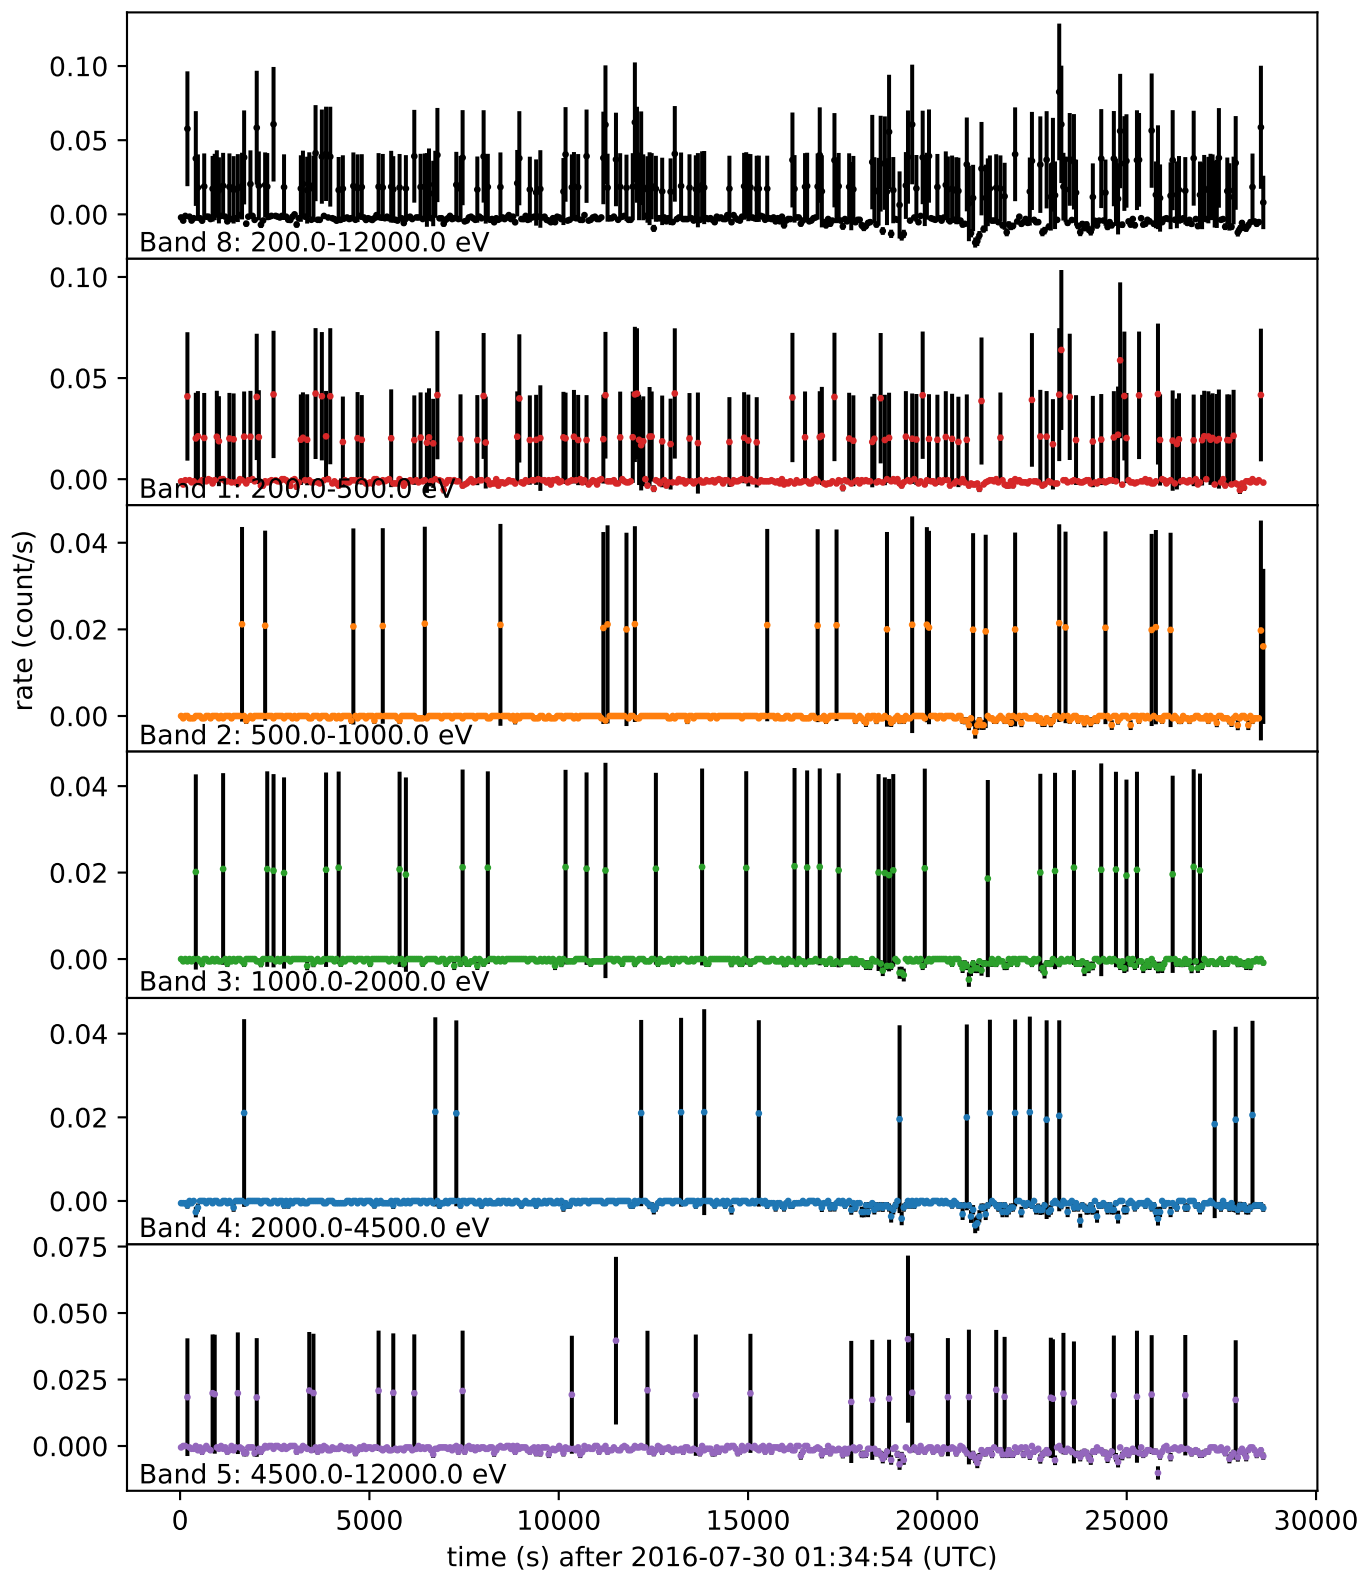 0.10
0.05
0.00
Band 8: 200.0-12000.0 eV
0.10
0.05
0.00
Band 1: 200.0-500.0 eV
rate (count/s)
0.04
0.02
0.00
Band 2: 500.0-1000.0 eV
0.04
0.02
0.00
Band 3: 1000.0-2000.0 eV
0.04
0.02
0.00
Band 4: 2000.0-4500.0 eV
0.075
0.050
0.025
0.000
Band 5: 4500.0-12000.0 eV
0 5000 10000 15000 20000 25000 30000
time (s) after 2016-07-30 01:34:54 (UTC)